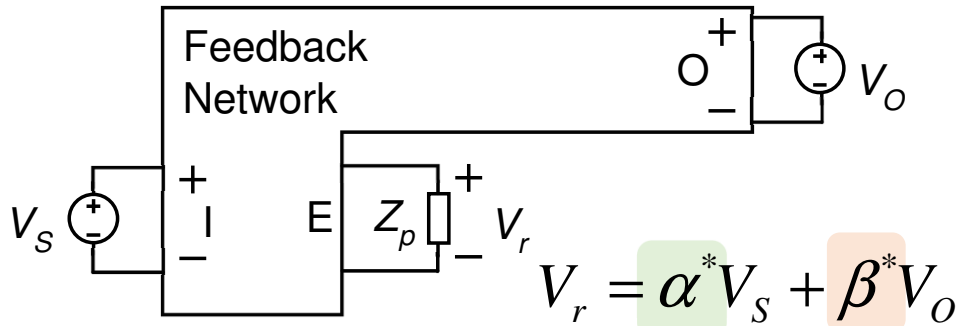 Feedback
Network
+
O
−
+
−
V_O
V_S
+
−
+
I
−
E
Z_p
+
V_r
−
V_r = α^*V_S + β^*V_O